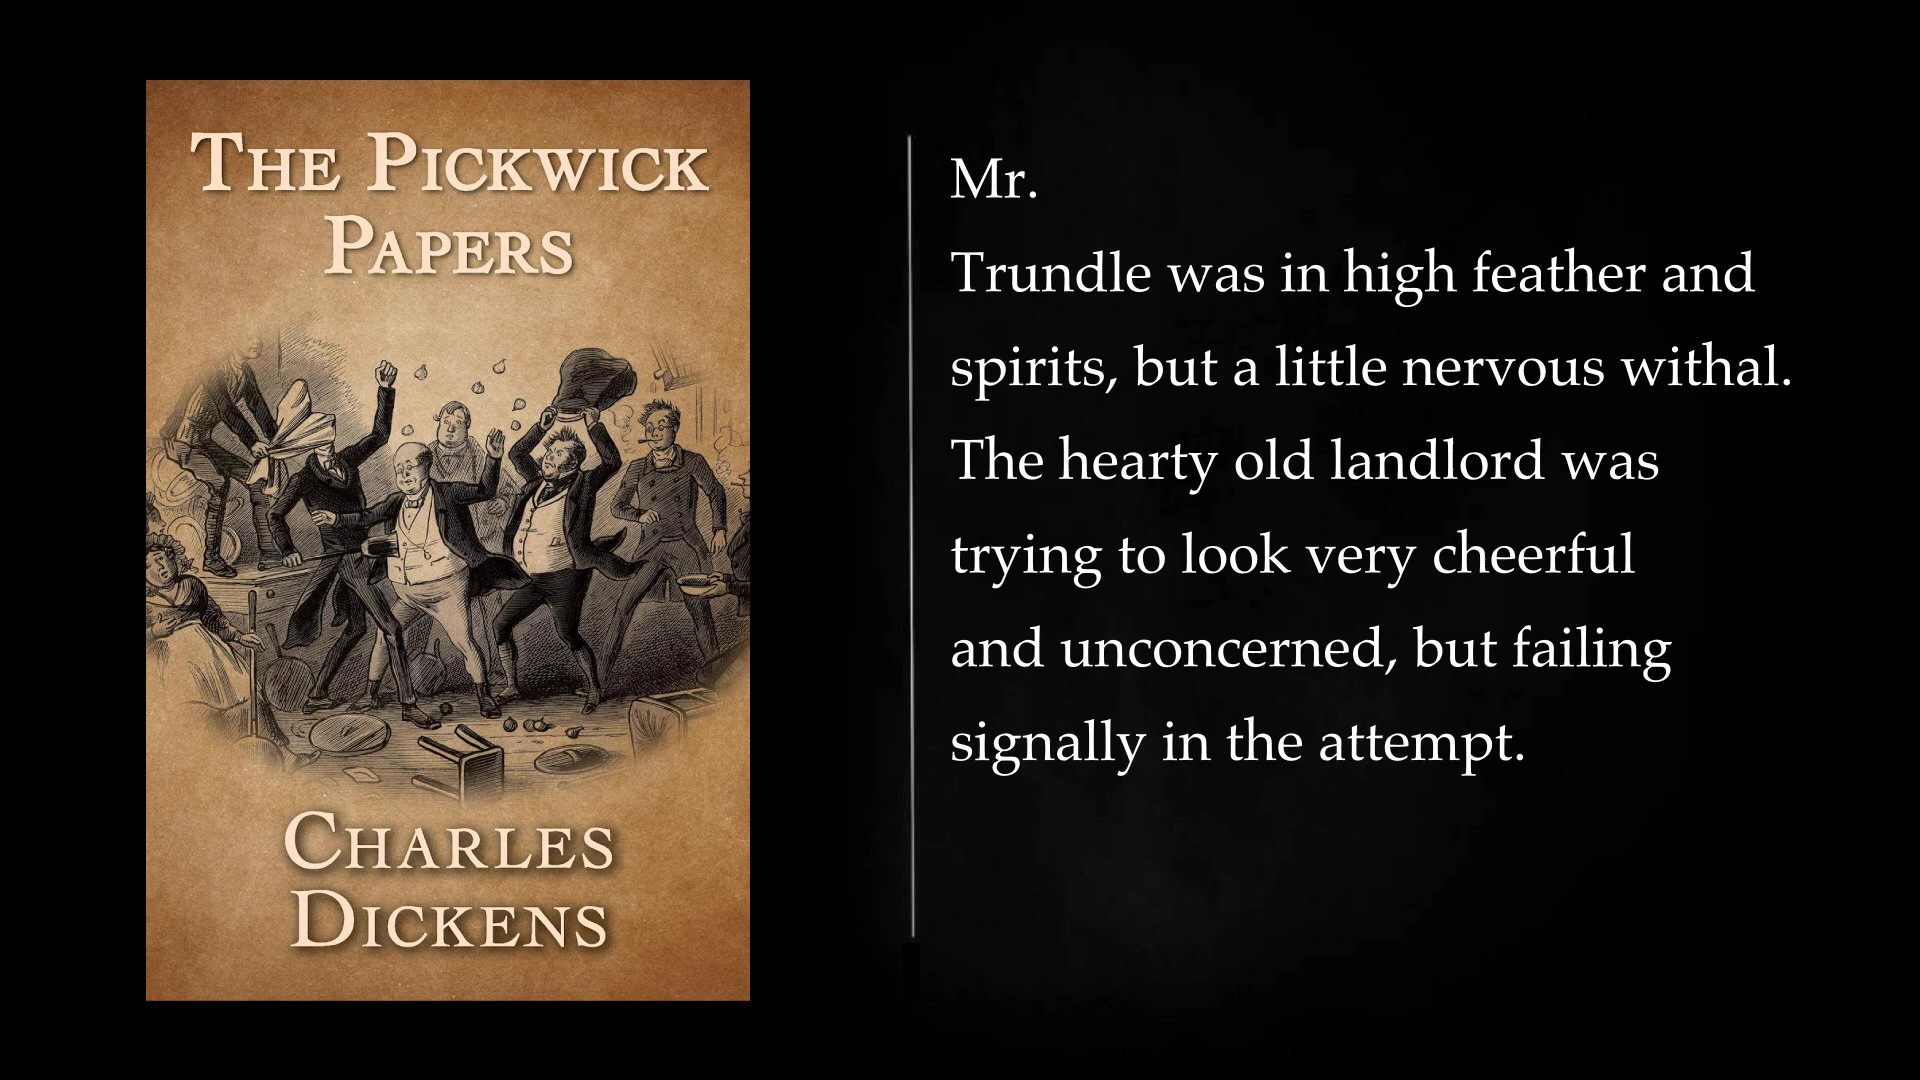 THE PICKWICK
PAPERS
CHARLES
DICKENS
Mr.
Trundle was in high feather and
spirits, but a little nervous withal.
The hearty old landlord was
trying to look very cheerful
and unconcerned, but failing
signally in the attempt.